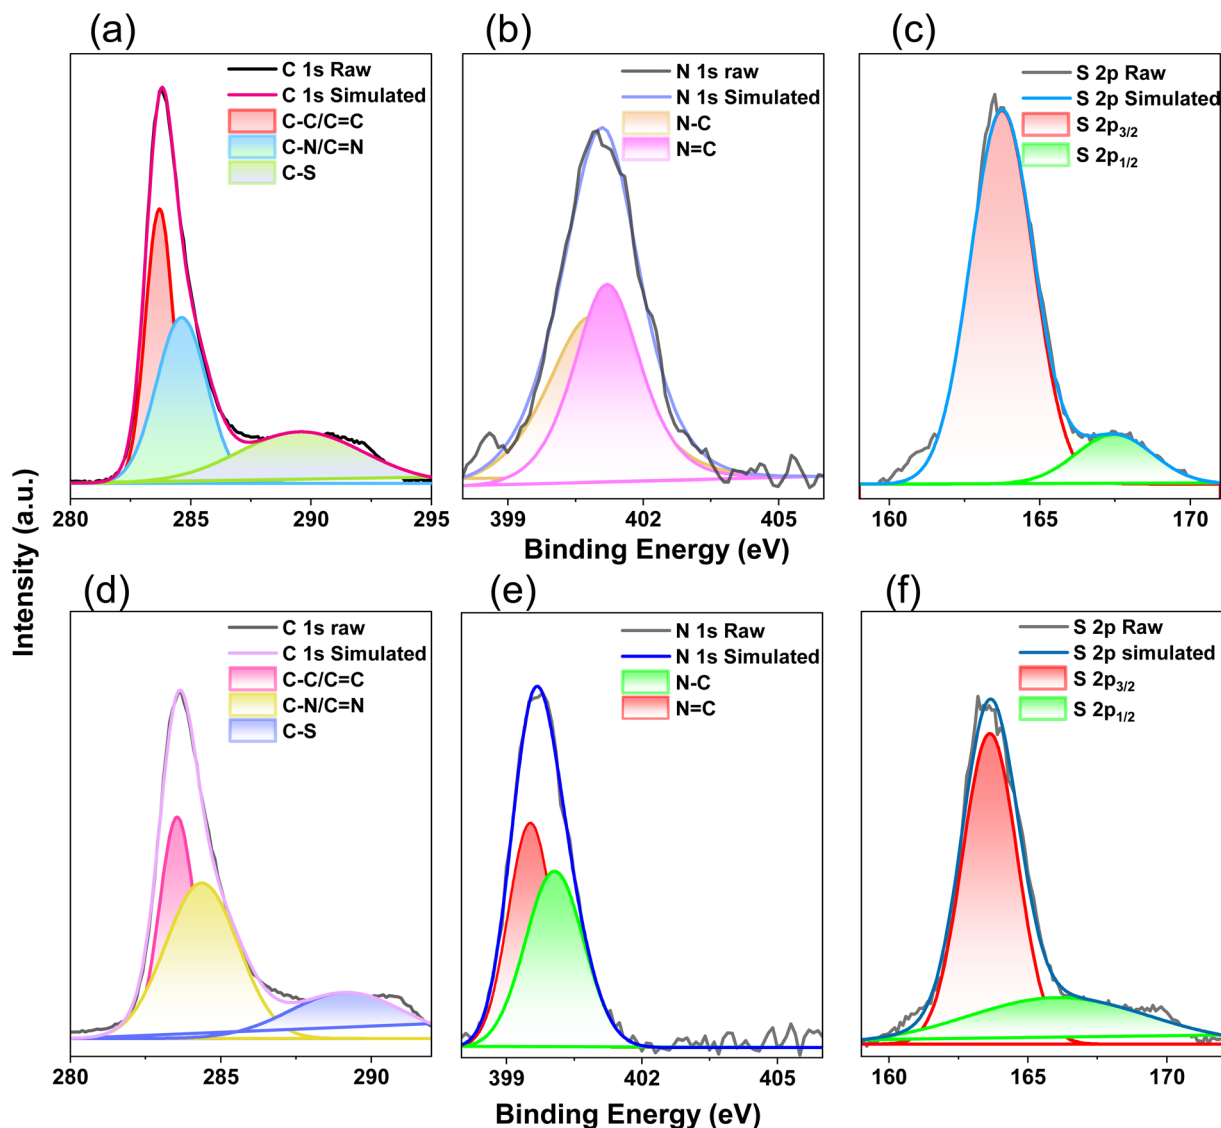 (a)
C 1s Raw
C 1s Simulated
C-C/C=C
C-N/C=N
C-S
280 285 290 295
(b)
N 1s raw
N 1s Simulated
N-C
N=C
399 402 405
(c)
S 2p Raw
S 2p Simulated
S 2p3/2
S 2p1/2
160 165 170
Binding Energy (eV)
Intensity (a.u.)
(d)
C 1s raw
C 1s Simulated
C-C/C=C
C-N/C=N
C-S
280 285 290
(e)
N 1s Raw
N 1s Simulated
N-C
N=C
399 402 405
(f)
S 2p Raw
S 2p simulated
S 2p3/2
S 2p1/2
160 165 170
Binding Energy (eV)